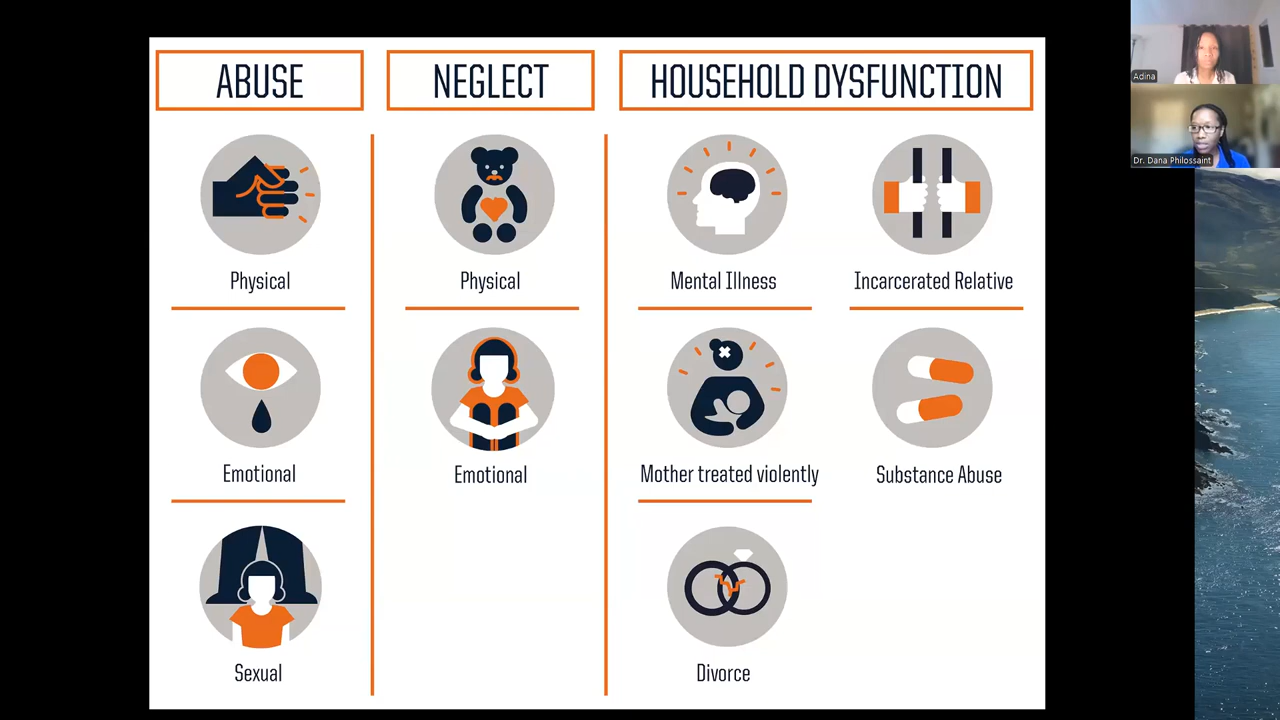 ABUSE
NEGLECT
HOUSEHOLD DYSFUNCTION
Physical
Physical
Mental Illness
Incarcerated Relative
Emotional
Emotional
Mother treated violently
Substance Abuse
Sexual
Divorce
Adina
Dr. Dana Philossaint